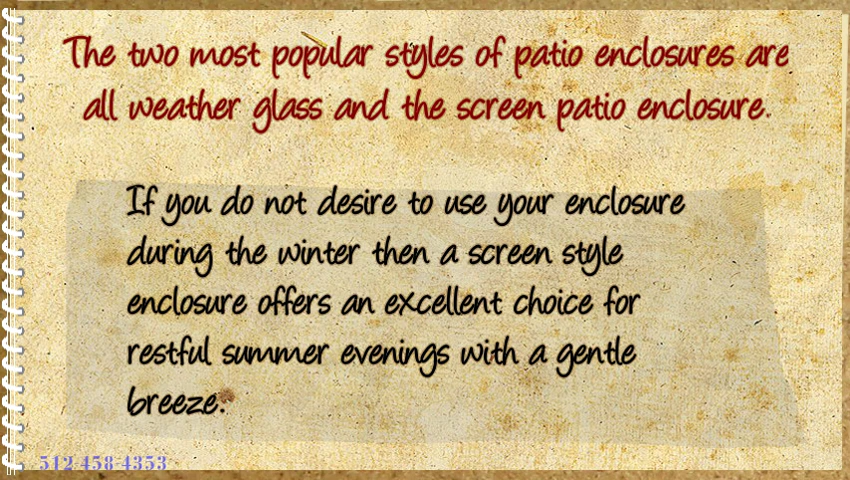 The two most popular styles of patio enclosures are
all weather glass and the screen patio enclosure.
If you do not desire to use your enclosure
during the winter then a screen style
enclosure offers an excellent choice for
restful summer evenings with a gentle
breeze.
512-458-4353